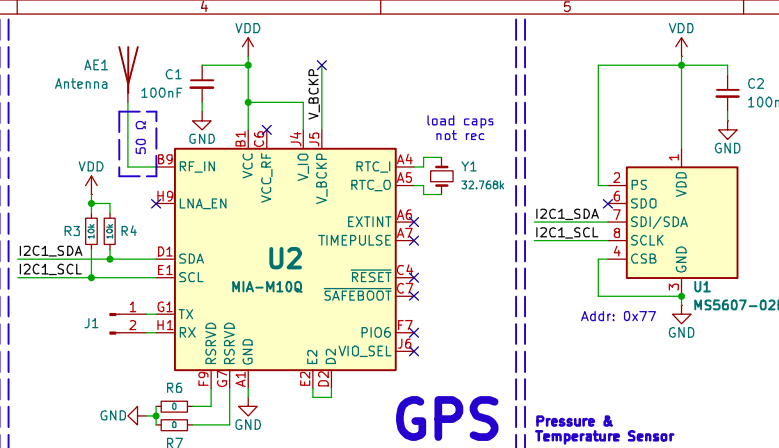 4
5
VDD
VDD
AE1
Antenna
C1
100nF
V_BCKP
C2
GND
load caps
not rec
GND
50 Ω
B1
C6
J4
J5
1
B9
RF_IN
VCC
VCC_RF
V_IO
V_BCKP
RTC_I
A4
Y1
RTC_O
A5
32.768k
2
PS
VDD
VDD
H9
LNA_EN
6
SDO
R3
10k
10k
R4
EXTINT
A6
I2C1_SDA
7
SDI/SDA
TIMEPULSE
A7
I2C1_SCL
8
SCLK
I2C1_SDA
D1
SDA
U2
4
CSB
GND
I2C1_SCL
E1
SCL
MIA-M10Q
RESET
C4
SAFEBOOT
C7
3
U1
MS5607-02
J1
1
G1
TX
Addr: 0x77
2
H1
RX
PIO6
F7
GND
RSRVD
RSRVD
GND
E2
D2
VIO_SEL
J6
F9
G7
A1
E2
D2
R6
0
GND
GND
0
R7
GPS
Pressure &
Temperature Sensor